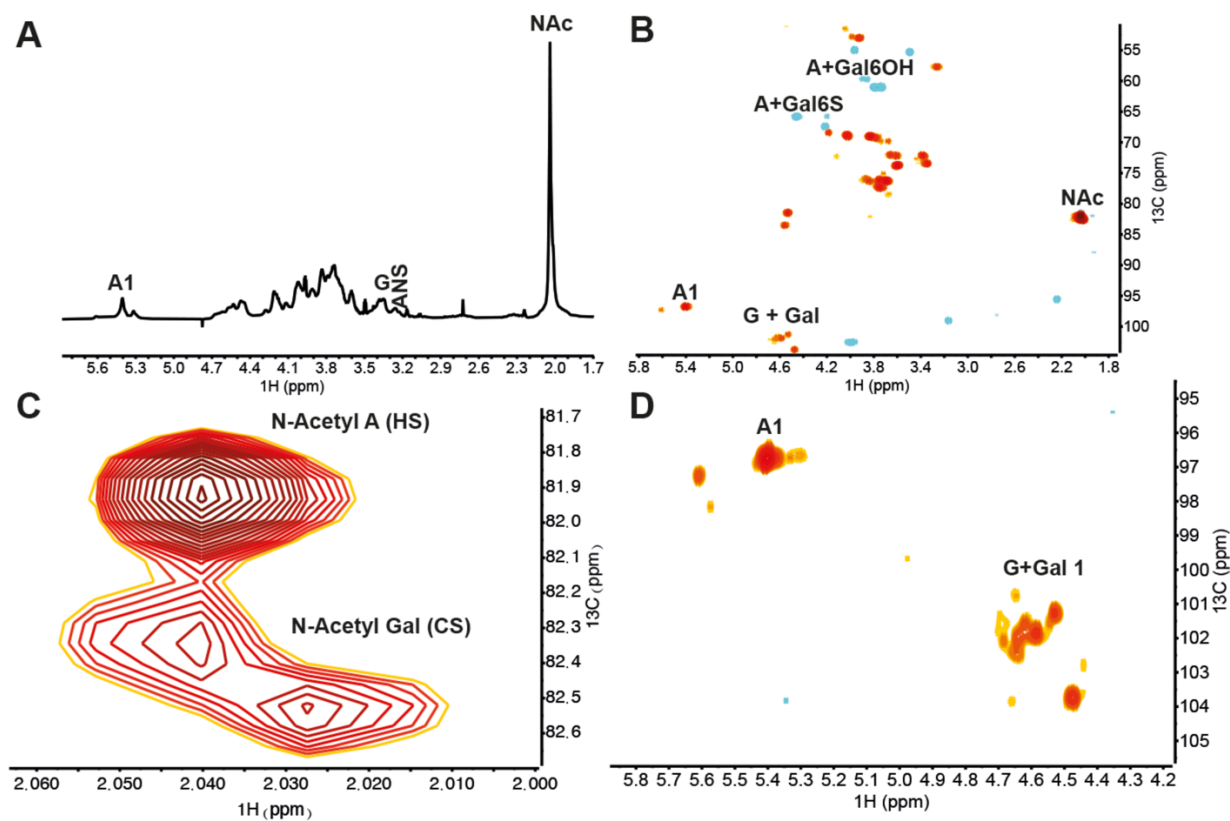 A
NAc
A1
G
ANS
5.6 5.3 5.0 4.7 4.4 4.1 3.8 3.5 3.2 2.9 2.6 2.3 2.0 1.7
1H (ppm)
B
A+Gal6OH
A+Gal6S
NAc
A1
G + Gal
55
60
65
70
75
80
85
90
95
100
13C (ppm)
5.8 5.4 5.0 4.6 4.2 3.8 3.4 3.0 2.6 2.2 1.8
1H (ppm)
C
N-Acetyl A (HS)
N-Acetyl Gal (CS)
81.7
81.8
81.9
82.0
82.1
82.2
82.3
82.4
82.5
82.6
13C (ppm)
2.060 2.050 2.040 2.030 2.020 2.010 2.000
1H (ppm)
D
A1
G+Gal 1
95
96
97
98
99
100
101
102
103
104
105
13C (ppm)
5.8 5.7 5.6 5.5 5.4 5.3 5.2 5.1 5.0 4.9 4.8 4.7 4.6 4.5 4.4 4.3 4.2
1H (ppm)